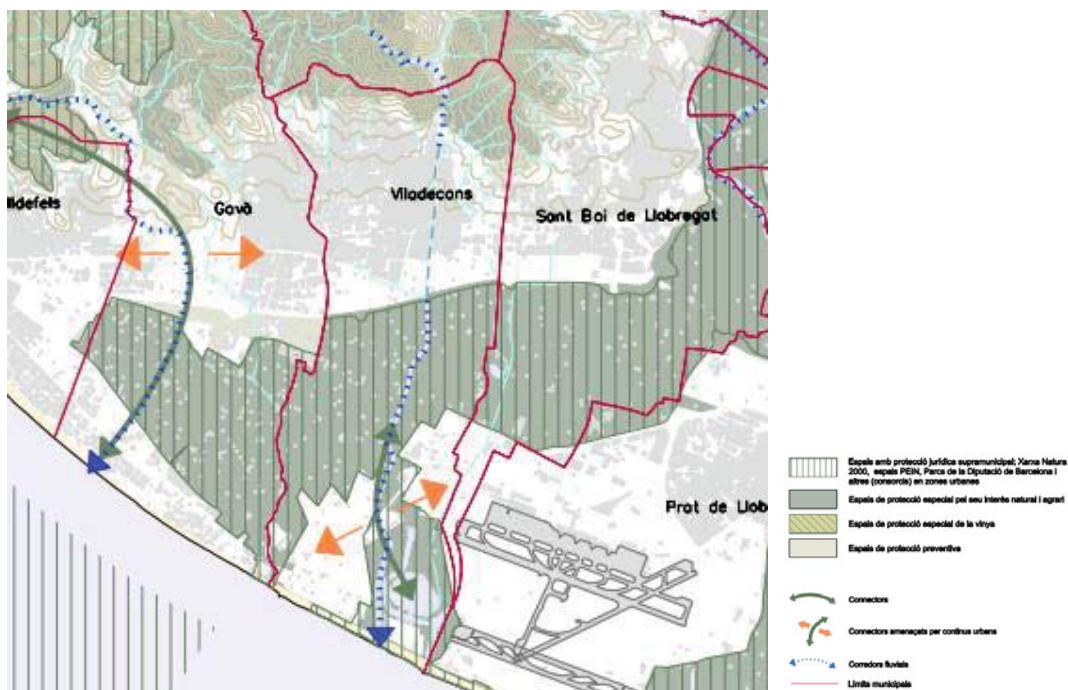 lldefels
Gavà
Viladecans
Sant Boi de Llobregat
Prat de Llob
Espais amb protecció jurídica supramunicipal: Xarxa Natura
2000, espais PEIN, Parcs de la Diputació de Barcelona i
altres (consorcis) en zones urbanes
Espais de protecció especial pel seu interès natural i agrari
Espais de protecció especial de la vinya
Espais de protecció preventiva
Connectors
Connectors amenaçats per continus urbans
Corredors fluvials
Límits municipals